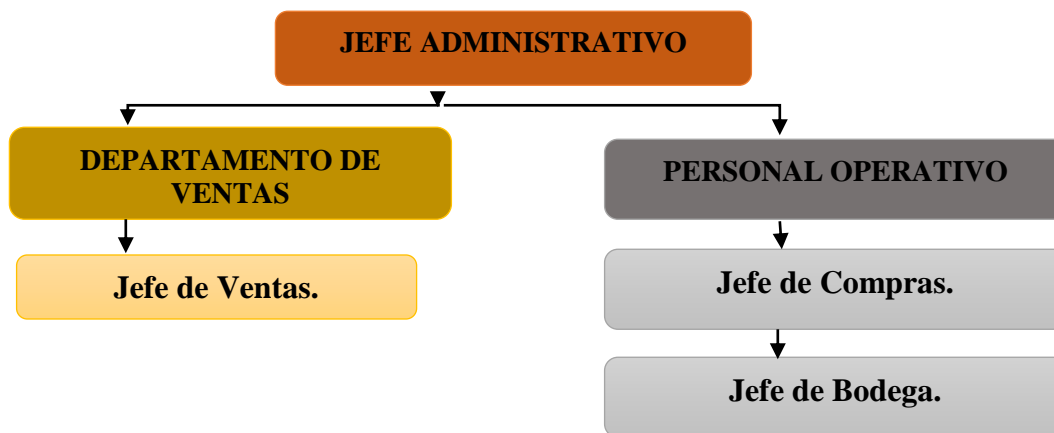 JEFE ADMINISTRATIVO
DEPARTAMENTO DE
VENTAS
PERSONAL OPERATIVO
Jefe de Ventas.
Jefe de Compras.
Jefe de Bodega.